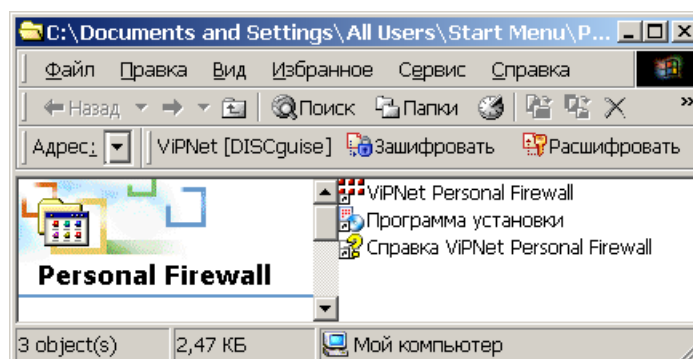 C:\Documents and Settings\All Users\Start Menu\P...
Файл Правка Вид Избранное Сервис Справка
Назад Поиск Папки »
Адрес: ViPNet [DISCguise] Зашифровать Расшифровать
ViPNet Personal Firewall
Программа установки
Справка ViPNet Personal Firewall
Personal Firewall
3 object(s) 2,47 КБ Мой компьютер